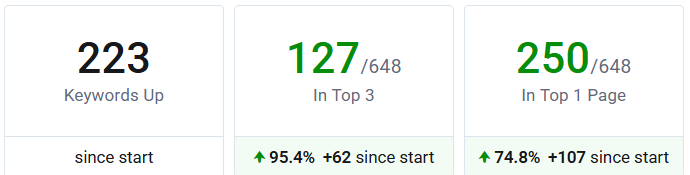 223
Keywords Up
since start
127/648
In Top 3
95.4% +62 since start
250/648
In Top 1 Page
74.8% +107 since start